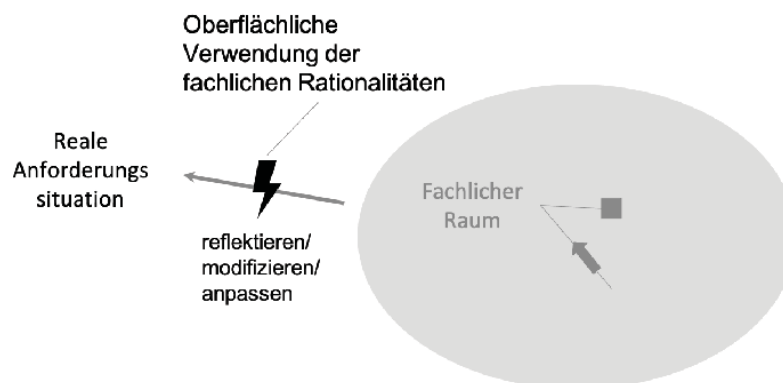 Oberflächliche
Verwendung der
fachlichen Rationalitäten
Reale
Anforderungs
situation
reflektieren/
modifizieren/
anpassen
Fachlicher
Raum